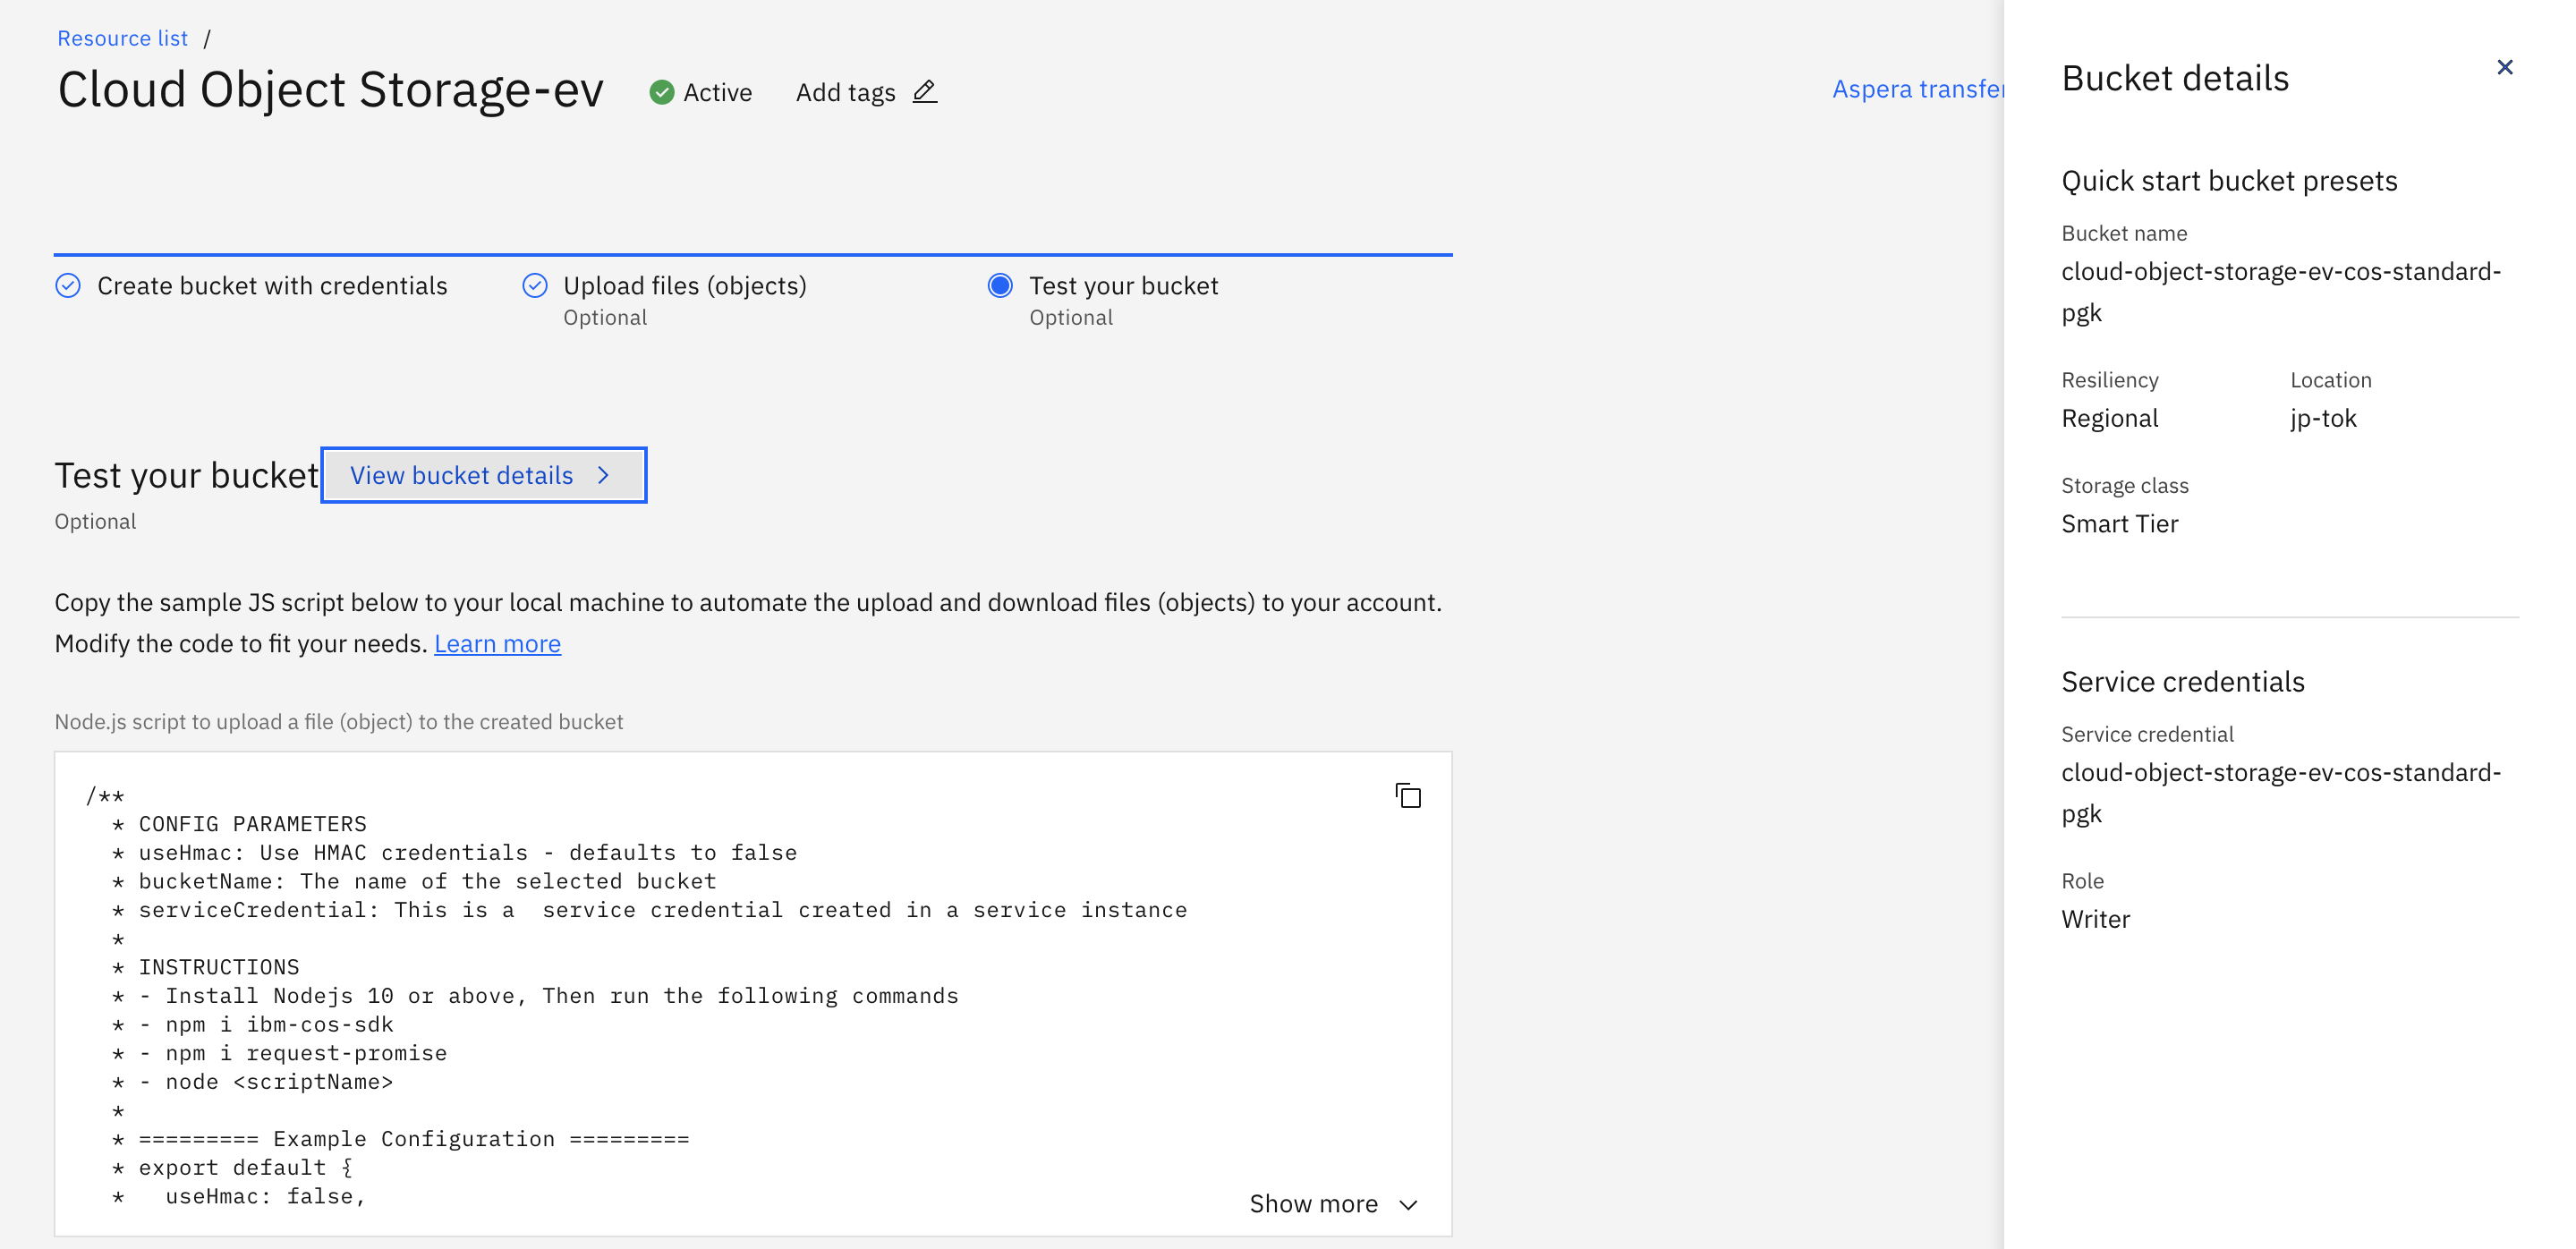 Resource list /
Cloud Object Storage-ev
Active
Add tags
Aspera transfer
Create bucket with credentials
Upload files (objects)
Optional
Test your bucket
Optional
Test your bucket
View bucket details
Optional
Copy the sample JS script below to your local machine to automate the upload and download files (objects) to your account.
Modify the code to fit your needs. Learn more
Node.js script to upload a file (object) to the created bucket
/**
* CONFIG PARAMETERS
* useHmac: Use HMAC credentials - defaults to false
* bucketName: The name of the selected bucket
* serviceCredential: This is a  service credential created in a service instance
*
* INSTRUCTIONS
* - Install Nodejs 10 or above, Then run the following commands
* - npm i ibm-cos-sdk
* - npm i request-promise
* - node <scriptName>
*
* ========= Example Configuration =========
* export default {
*   useHmac: false,
Show more
Bucket details
Quick start bucket presets
Bucket name
cloud-object-storage-ev-cos-standard-
pgk
Resiliency
Regional
Location
jp-tok
Storage class
Smart Tier
Service credentials
Service credential
cloud-object-storage-ev-cos-standard-
pgk
Role
Writer